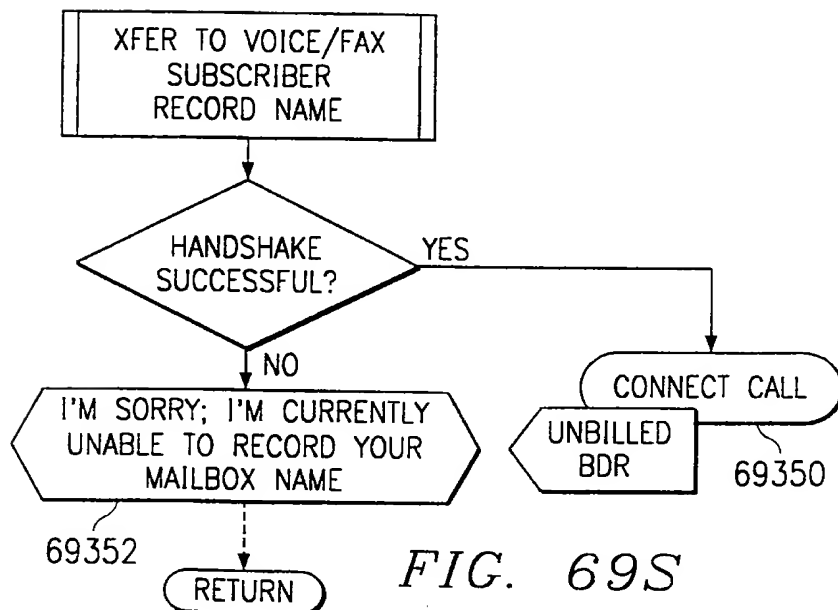 XFER TO VOICE/FAX
SUBSCRIBER
RECORD NAME
HANDSHAKE
SUCCESSFUL?
YES
NO
I'M SORRY; I'M CURRENTLY
UNABLE TO RECORD YOUR
MAILBOX NAME
69352
RETURN
CONNECT CALL
UNBILLED
BDR
69350
FIG. 69S